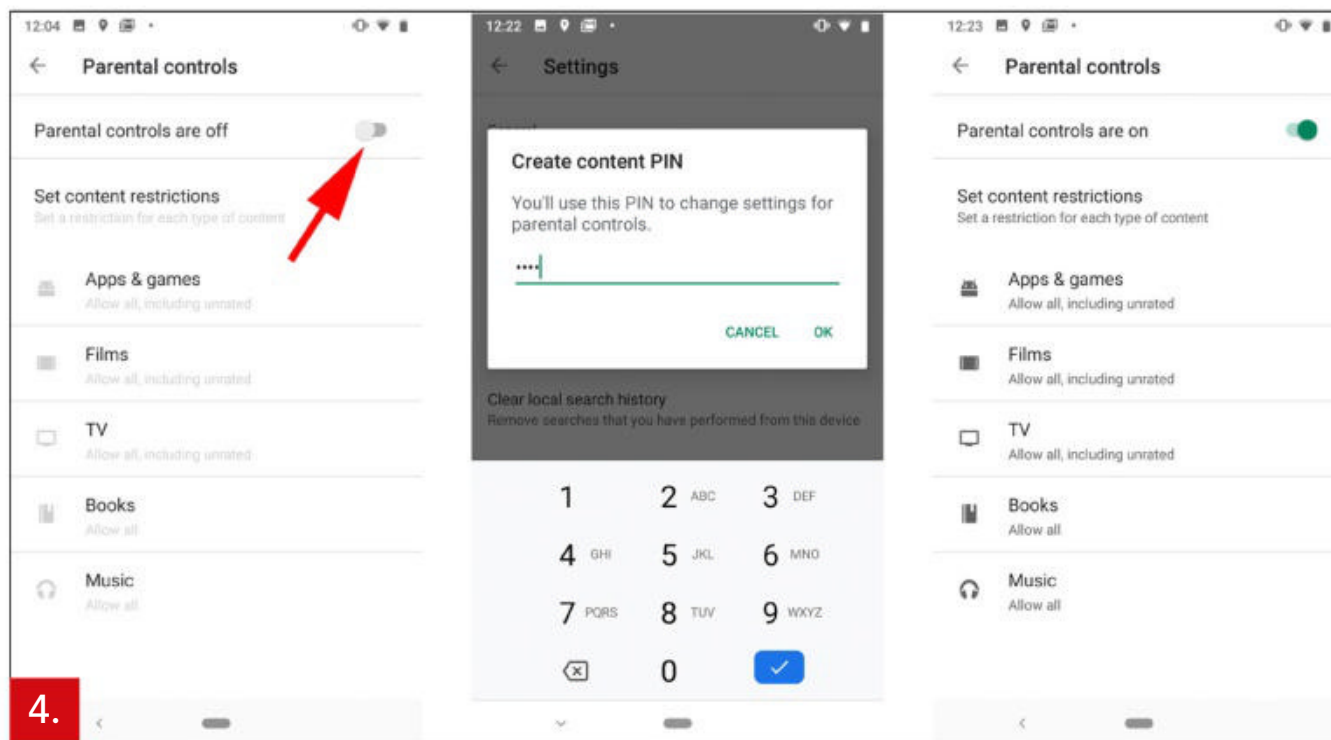 12:04
Parental controls
Parental controls are off
Set content restrictions
Set a restriction for each type of content
Apps & games
Allow all, including unrated
Films
Allow all, including unrated
TV
Allow all, including unrated
Books
Allow all
Music
Allow all
4.
12:22
Settings
General
Create content PIN
You'll use this PIN to change settings for
parental controls.
••••
CANCEL OK
Clear local search history
Remove searches that you have performed from this device
1 2 ABC 3 DEF
4 GHI 5 JKL 6 MNO
7 PQRS 8 TUV 9 WXYZ
0
12:23
Parental controls
Parental controls are on
Set content restrictions
Set a restriction for each type of content
Apps & games
Allow all, including unrated
Films
Allow all, including unrated
TV
Allow all, including unrated
Books
Allow all
Music
Allow all